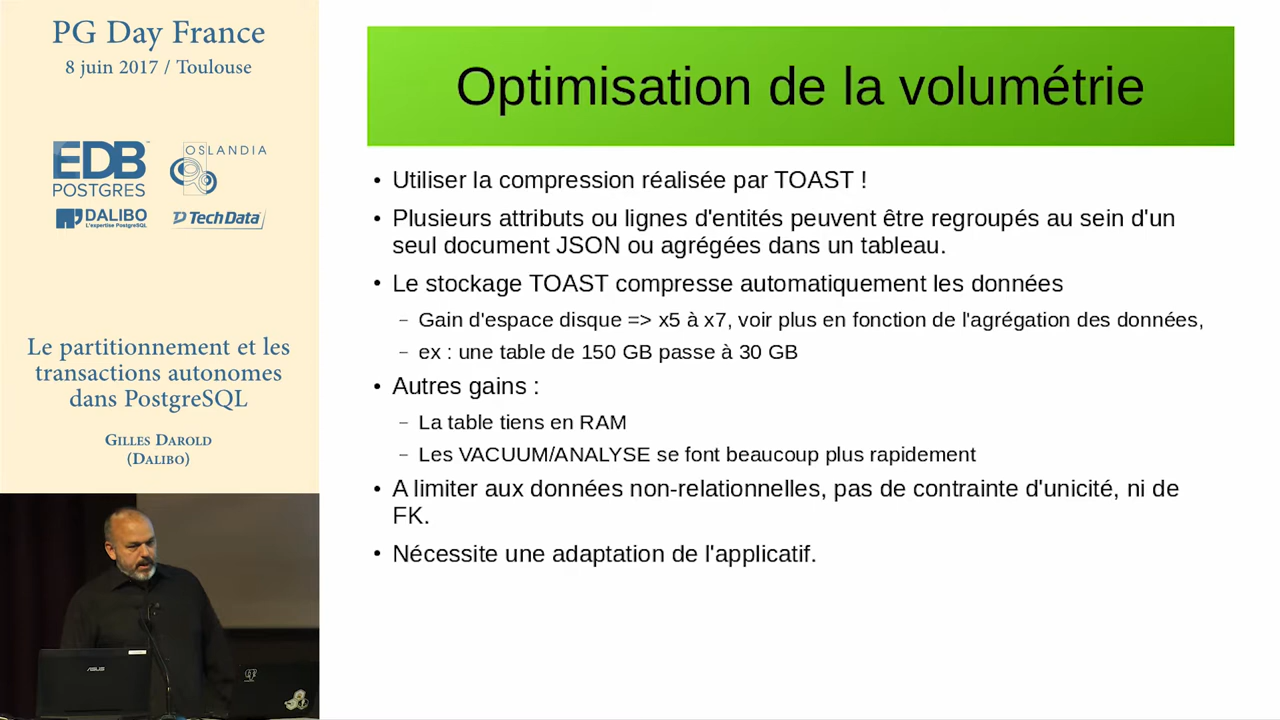 PG Day France
8 juin 2017 / Toulouse
EDB
POSTGRES
OSLANDIA
DALIBO
L'expertise PostgreSQL
Tech Data
Le partitionnement et les
transactions autonomes
dans PostgreSQL
GILLES DAROLD
(DALIBO)
ASUS
Optimisation de la volumétrie
• Utiliser la compression réalisée par TOAST !
• Plusieurs attributs ou lignes d'entités peuvent être regroupés au sein d'un
seul document JSON ou agrégées dans un tableau.
• Le stockage TOAST compresse automatiquement les données
– Gain d'espace disque => x5 à x7, voir plus en fonction de l'agrégation des données,
– ex : une table de 150 GB passe à 30 GB
• Autres gains :
– La table tiens en RAM
– Les VACUUM/ANALYSE se font beaucoup plus rapidement
• A limiter aux données non-relationnelles, pas de contrainte d'unicité, ni de
FK.
• Nécessite une adaptation de l'applicatif.